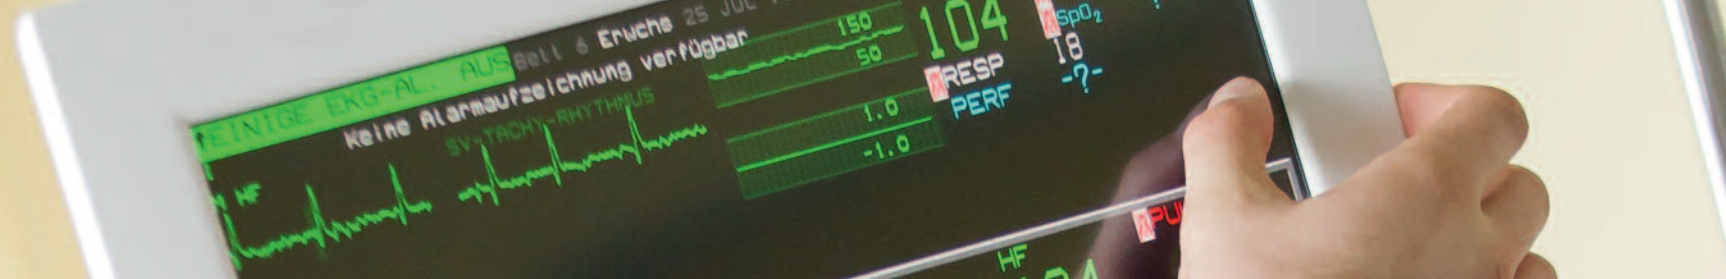 EINIGE EKG-AL. AUS Bett 6 Erwchs 25 JUL
Keine Alarmaufzeichnung verfügbar
SV-TACHY-RHYTHMUS
HF
150
50
104
1.0
-1.0
RESP
PERF
SpO₂
18
-?-
-?-
HF